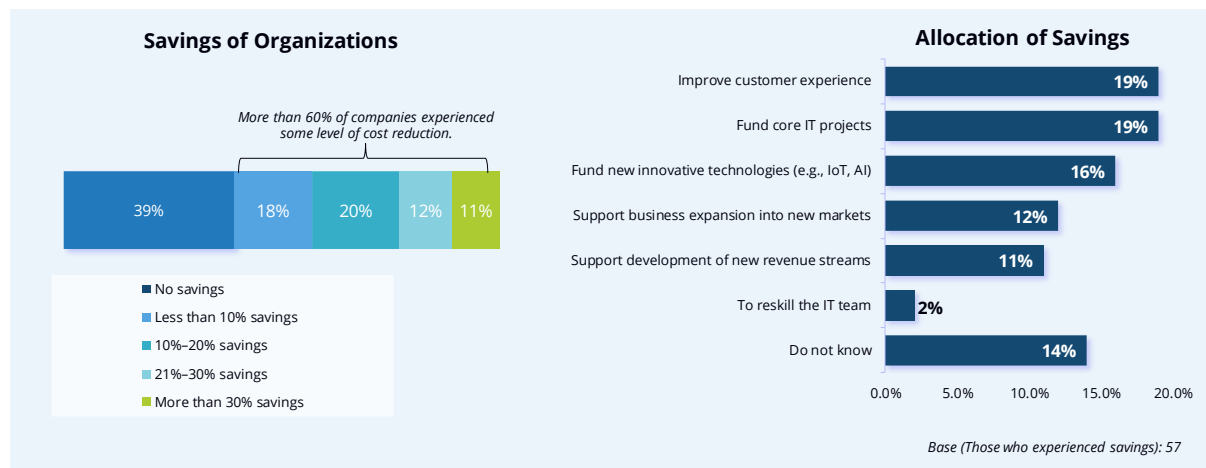 Savings of Organizations
More than 60% of companies experienced
some level of cost reduction.
39%
18%
20%
12%
11%
No savings
Less than 10% savings
10%–20% savings
21%–30% savings
More than 30% savings
Allocation of Savings
Improve customer experience
19%
Fund core IT projects
19%
Fund new innovative technologies (e.g., IoT, AI)
16%
Support business expansion into new markets
12%
Support development of new revenue streams
11%
To reskill the IT team
2%
Do not know
14%
0.0%
5.0%
10.0%
15.0%
20.0%
Base (Those who experienced savings): 57